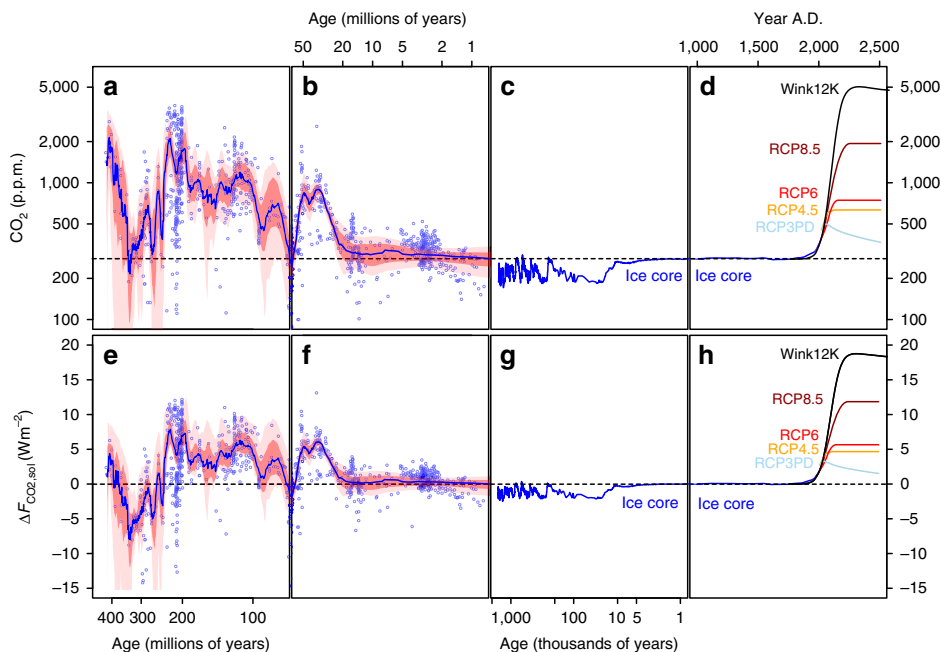 Age (millions of years)
50 20 10 5 2 1
Year A.D.
1,000 1,500 2,000 2,500
a b c d
CO2 (p.p.m.)
5,000
2,000
1,000
500
200
100
Wink12K
RCP8.5
RCP6
RCP4.5
RCP3PD
Ice core
Ice core
5,000
2,000
1,000
500
200
100
e f g h
ΔFCO2,sol (Wm−2)
20
15
10
5
0
−5
−10
−15
Wink12K
RCP8.5
RCP6
RCP4.5
RCP3PD
Ice core
Ice core
20
15
10
5
0
−5
−10
−15
400 300 200 100
Age (millions of years)
1,000 100 10 5 1
Age (thousands of years)